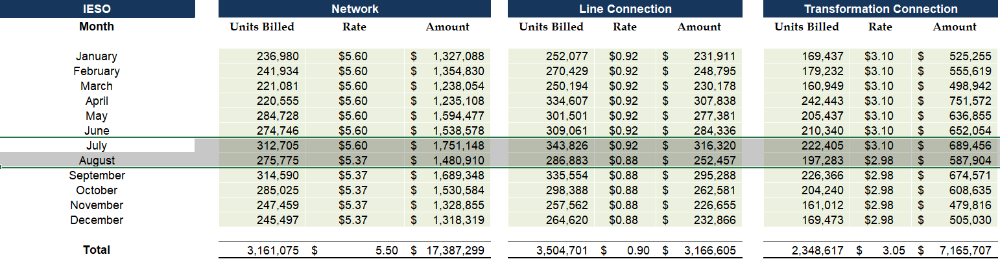 IESO Network Line Connection Transformation Connection
Month Units Billed Rate Amount Units Billed Rate Amount Units Billed Rate Amount
January 236,980 $5.60 $ 1,327,088 252,077 $0.92 $ 231,911 169,437 $3.10 $ 525,255
February 241,934 $5.60 $ 1,354,830 270,429 $0.92 $ 248,795 179,232 $3.10 $ 555,619
March 221,081 $5.60 $ 1,238,054 250,194 $0.92 $ 230,178 160,949 $3.10 $ 498,942
April 220,555 $5.60 $ 1,235,108 334,607 $0.92 $ 307,838 242,443 $3.10 $ 751,572
May 284,728 $5.60 $ 1,594,477 301,501 $0.92 $ 277,381 205,437 $3.10 $ 636,855
June 274,746 $5.60 $ 1,538,578 309,061 $0.92 $ 284,336 210,340 $3.10 $ 652,054
July 312,705 $5.60 $ 1,751,148 343,826 $0.92 $ 316,320 222,405 $3.10 $ 689,456
August 275,775 $5.37 $ 1,480,910 286,883 $0.88 $ 252,457 197,283 $2.98 $ 587,904
September 314,590 $5.37 $ 1,689,348 335,554 $0.88 $ 295,288 226,366 $2.98 $ 674,571
October 285,025 $5.37 $ 1,530,584 298,388 $0.88 $ 262,581 204,240 $2.98 $ 608,635
November 247,459 $5.37 $ 1,328,855 257,562 $0.88 $ 226,655 161,012 $2.98 $ 479,816
December 245,497 $5.37 $ 1,318,319 264,620 $0.88 $ 232,866 169,473 $2.98 $ 505,030
Total 3,161,075 $ 5.50 $ 17,387,299 3,504,701 $ 0.90 $ 3,166,605 2,348,617 $ 3.05 $ 7,165,707